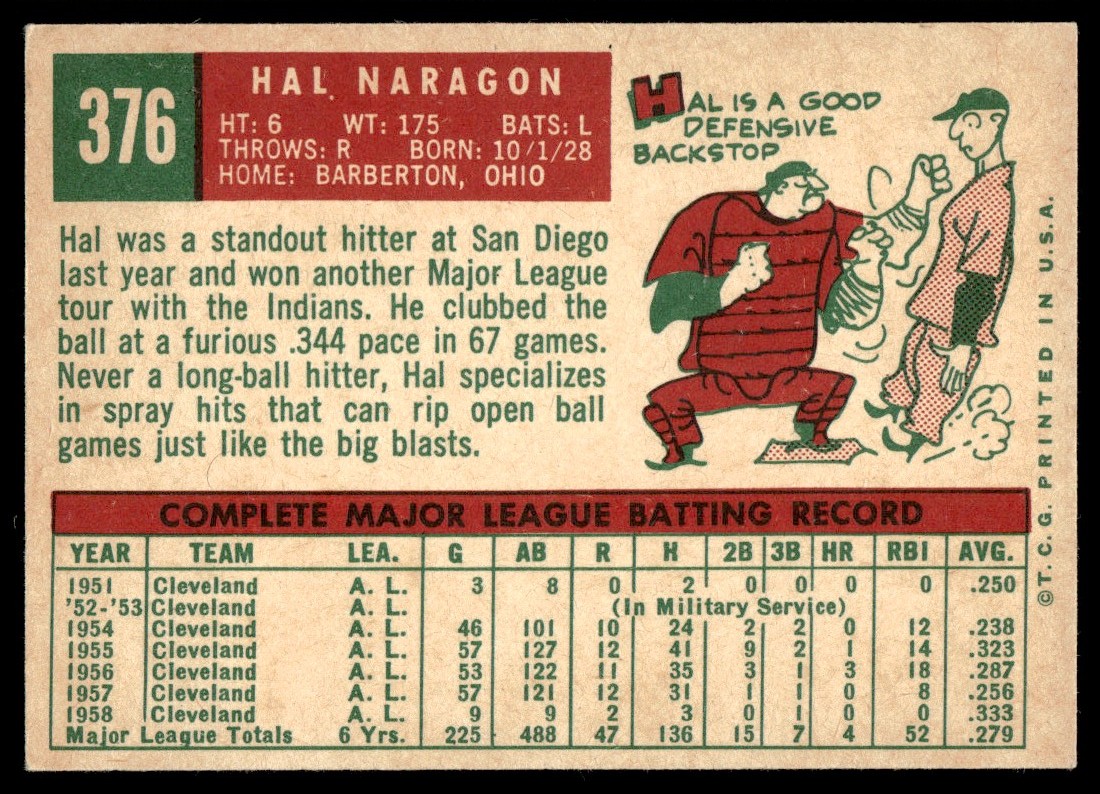 376
HAL NARAGON
HT: 6 WT: 175 BATS: L
THROWS: R BORN: 10/1/28
HOME: BARBERTON, OHIO
HAL IS A GOOD
DEFENSIVE
BACKSTOP
Hal was a standout hitter at San Diego
last year and won another Major League
tour with the Indians. He clubbed the
ball at a furious .344 pace in 67 games.
Never a long-ball hitter, Hal specializes
in spray hits that can rip open ball
games just like the big blasts.
COMPLETE MAJOR LEAGUE BATTING RECORD
YEAR TEAM LEA. G AB R H 2B 3B HR RBI AVG.
1951 Cleveland A. L. 3 8 0 2 0 0 0 0 .250
'52-'53 Cleveland A. L. (In Military Service)
1954 Cleveland A. L. 46 101 10 24 2 2 0 12 .238
1955 Cleveland A. L. 57 127 12 41 9 2 1 14 .323
1956 Cleveland A. L. 53 122 11 35 3 1 3 18 .287
1957 Cleveland A. L. 57 121 12 31 1 1 0 8 .256
1958 Cleveland A. L. 9 9 2 3 0 1 0 0 .333
Major League Totals 6 Yrs. 225 488 47 136 15 7 4 52 .279
©T. C. G. PRINTED IN U.S.A.